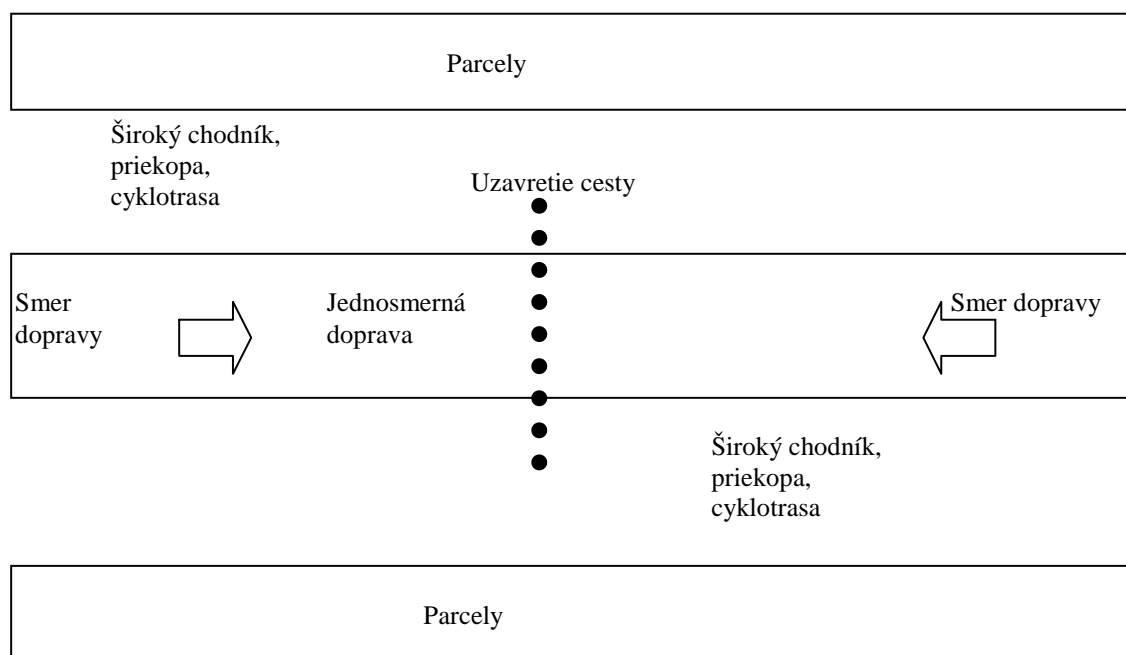 Parcely
Široký chodník,
priekopa,
cyklotrasa
Uzavretie cesty
Smer
dopravy
Jednosmerná
doprava
Smer dopravy
Široký chodník,
priekopa,
cyklotrasa
Parcely